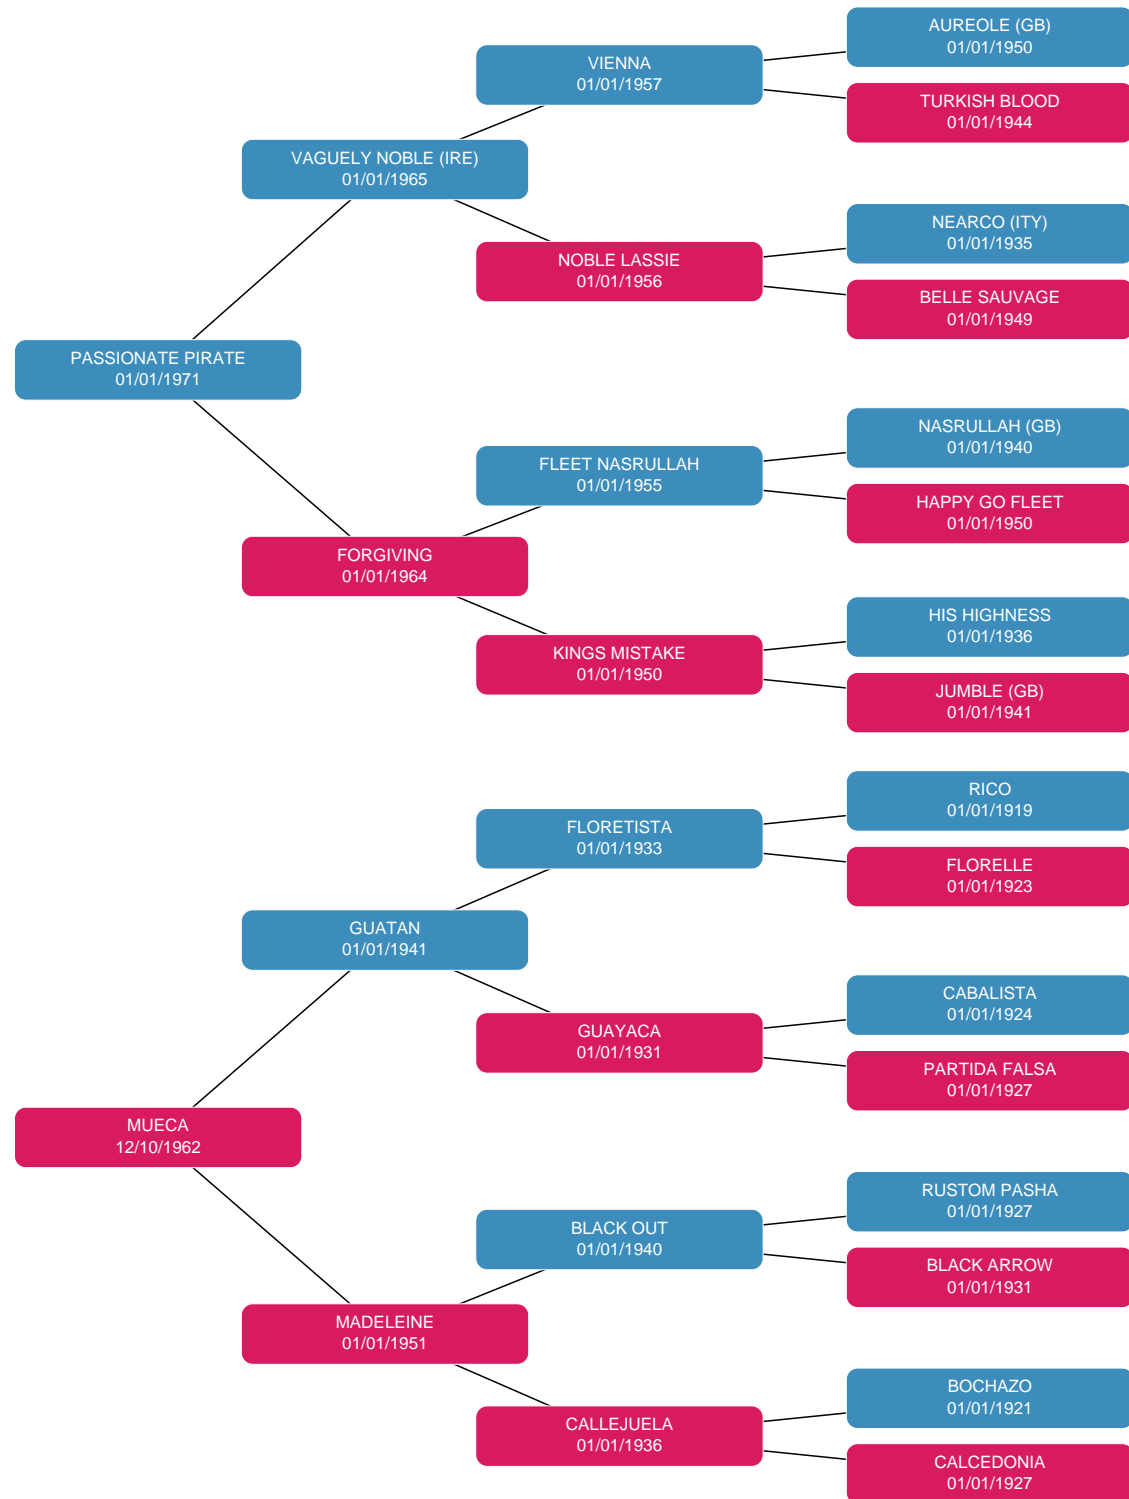 AUREOLE (GB)
01/01/1950
VIENNA
01/01/1957
TURKISH BLOOD
01/01/1944
VAGUELY NOBLE (IRE)
01/01/1965
NEARCO (ITY)
01/01/1935
NOBLE LASSIE
01/01/1956
BELLE SAUVAGE
01/01/1949
PASSIONATE PIRATE
01/01/1971
NASRULLAH (GB)
01/01/1940
FLEET NASRULLAH
01/01/1955
HAPPY GO FLEET
01/01/1950
FORGIVING
01/01/1964
HIS HIGHNESS
01/01/1936
KINGS MISTAKE
01/01/1950
JUMBLE (GB)
01/01/1941
RICO
01/01/1919
FLORETISTA
01/01/1933
FLORELLE
01/01/1923
GUATAN
01/01/1941
CABALISTA
01/01/1924
GUAYACA
01/01/1931
PARTIDA FALSA
01/01/1927
MUECA
12/10/1962
RUSTOM PASHA
01/01/1927
BLACK OUT
01/01/1940
BLACK ARROW
01/01/1931
MADELEINE
01/01/1951
BOCHAZO
01/01/1921
CALLEJUELA
01/01/1936
CALCEDONIA
01/01/1927